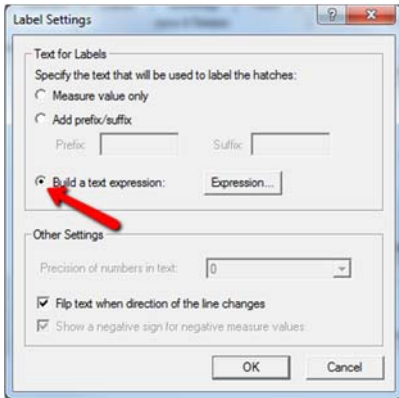 Label Settings
Text for Labels
Specify the text that will be used to label the hatches:
Measure value only
Add prefix/suffix
Prefix: Suffix:
Build a text expression: Expression...
Other Settings
Precision of numbers in text: 0
Flip text when direction of the line changes
Show a negative sign for negative measure values
OK Cancel